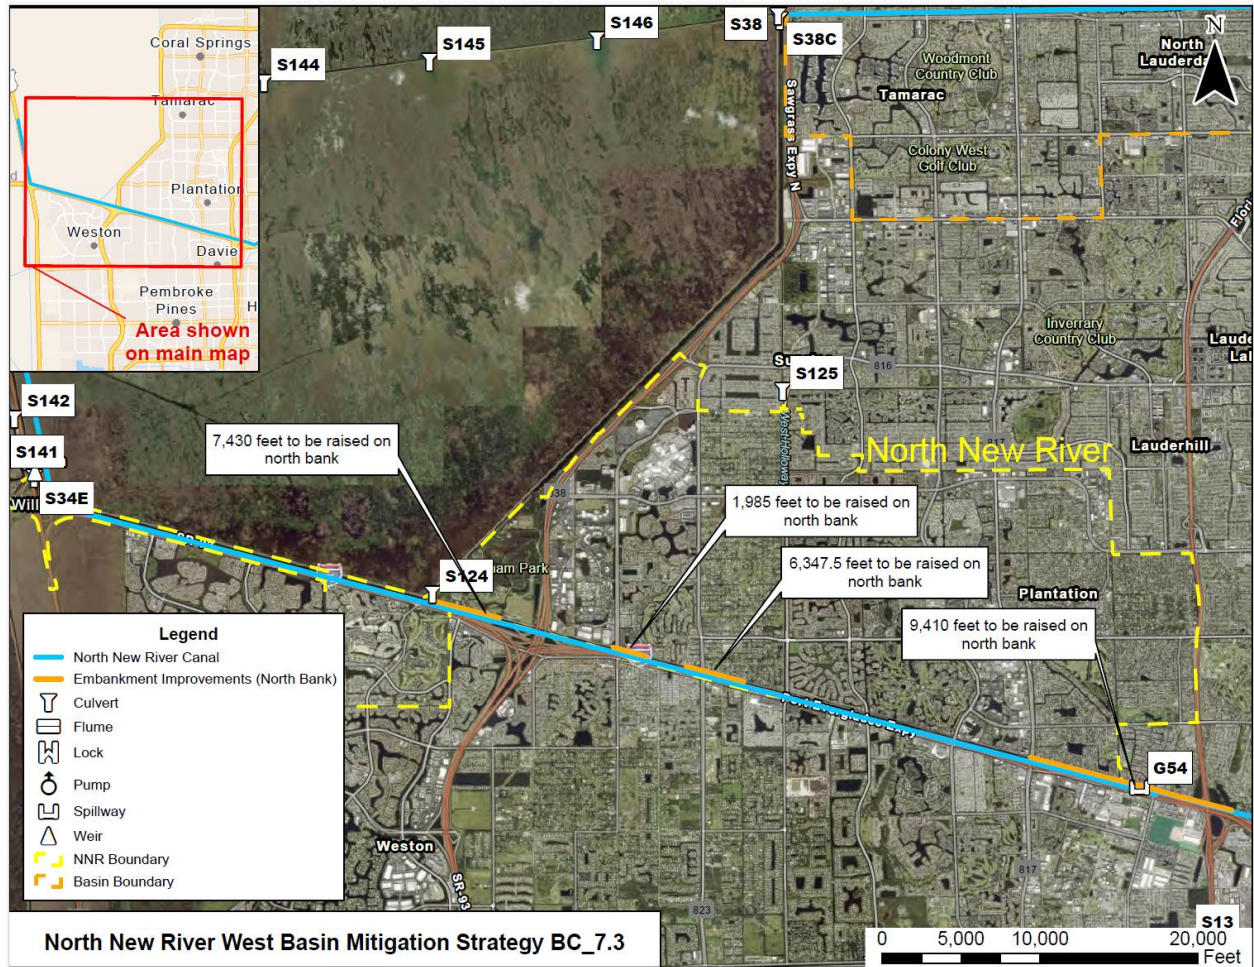 Coral Springs
Tamarac
Plantation
Weston
Davie
Pembroke
Pines
H
Area shown
on main map
S144
S145
S146
S38
S38C
N
North
Woodmont
Country Club
Tamarac
Sawgrass Expy N
Colony West
Golf Club
Inverrary
Country Club
816
S125
S142
S141
S34E
7,430 feet to be raised on
north bank
North New River
817
Lauderhill
1,985 feet to be raised on
north bank
S124
6,347.5 feet to be raised on
north bank
Plantation
9,410 feet to be raised on
north bank
Port Everglades Expy
G54
Weston
SR-93
817
823
S13
Legend
North New River Canal
Embankment Improvements (North Bank)
Culvert
Flume
Lock
Pump
Spillway
Weir
NNR Boundary
Basin Boundary
North New River West Basin Mitigation Strategy BC_7.3
0 5,000 10,000 20,000
Feet